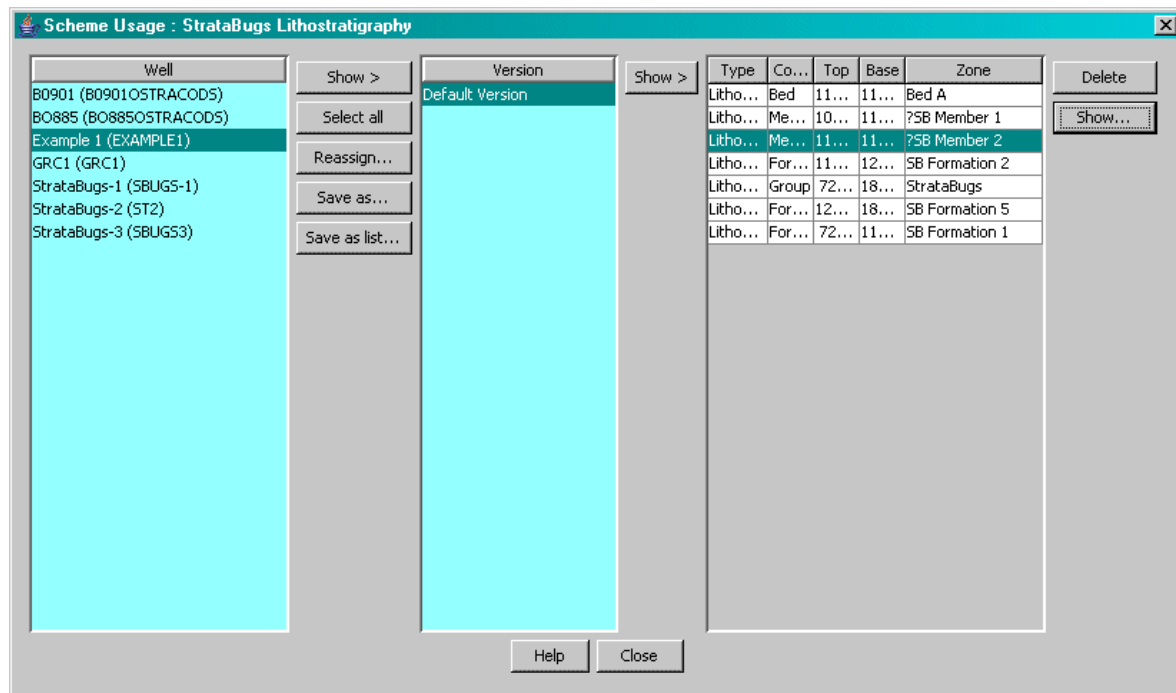 Scheme Usage : StrataBugs Lithostratigraphy
Well
B0901 (B0901OSTRACODS)
BO885 (BO885OSTRACODS)
Example 1 (EXAMPLE1)
GRC1 (GRC1)
StrataBugs-1 (SBUGS-1)
StrataBugs-2 (ST2)
StrataBugs-3 (SBUGS3)
Show >
Select all
Reassign...
Save as...
Save as list...
Version
Default Version
Show >
Type Co... Top Base Zone
Litho... Bed 11... 11... Bed A
Litho... Me... 10... 11... ?SB Member 1
Litho... Me... 11... 11... ?SB Member 2
Litho... For... 11... 12... SB Formation 2
Litho... Group 72... 18... StrataBugs
Litho... For... 12... 18... SB Formation 5
Litho... For... 72... 11... SB Formation 1
Delete
Show...
Help Close